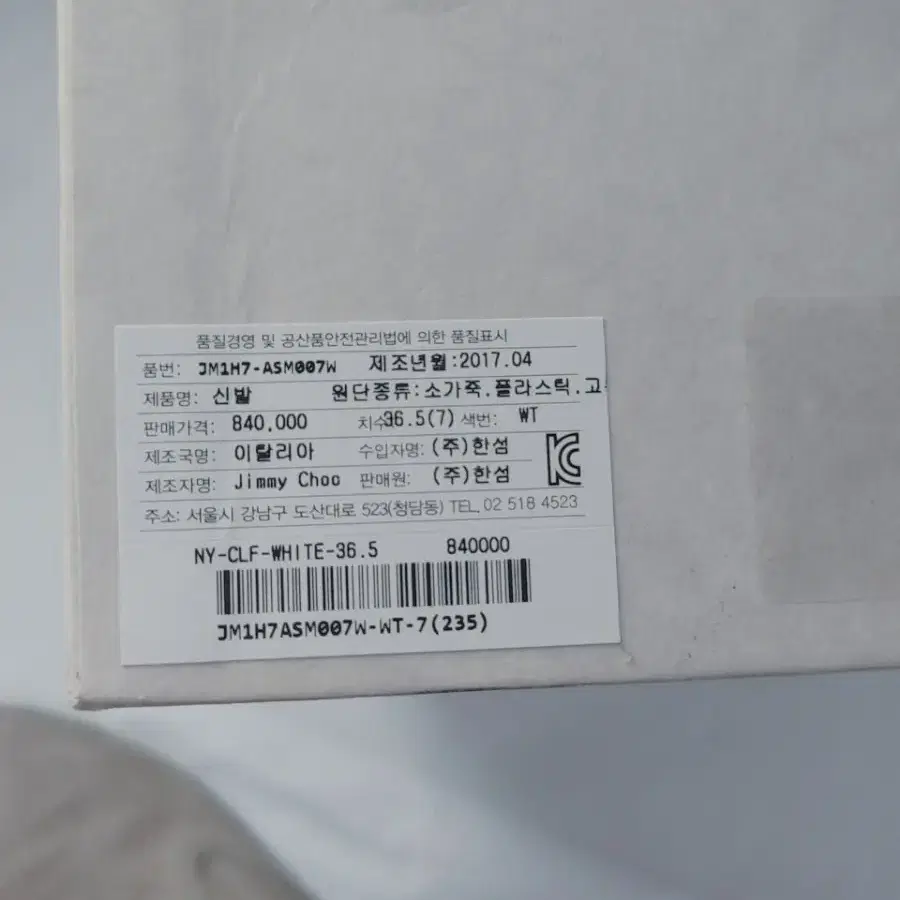 품질경영 및 공산품안전관리법에 의한 품질표시
품번: JM1H7-ASM007W 제조년월:2017.04
제품명: 신발 원단종류:소가죽.플라스틱.고
판매가격: 840,000 치수36.5(7) 색번: WT
제조국명: 이탈리아 수입자명: (주)한섬
제조자명: Jimmy Choo 판매원: (주)한섬
주소: 서울시 강남구 도산대로 523(청담동) TEL. 02 518 4523
NY-CLF-WHITE-36.5 840000
JM1H7ASM007W-WT-7(235)